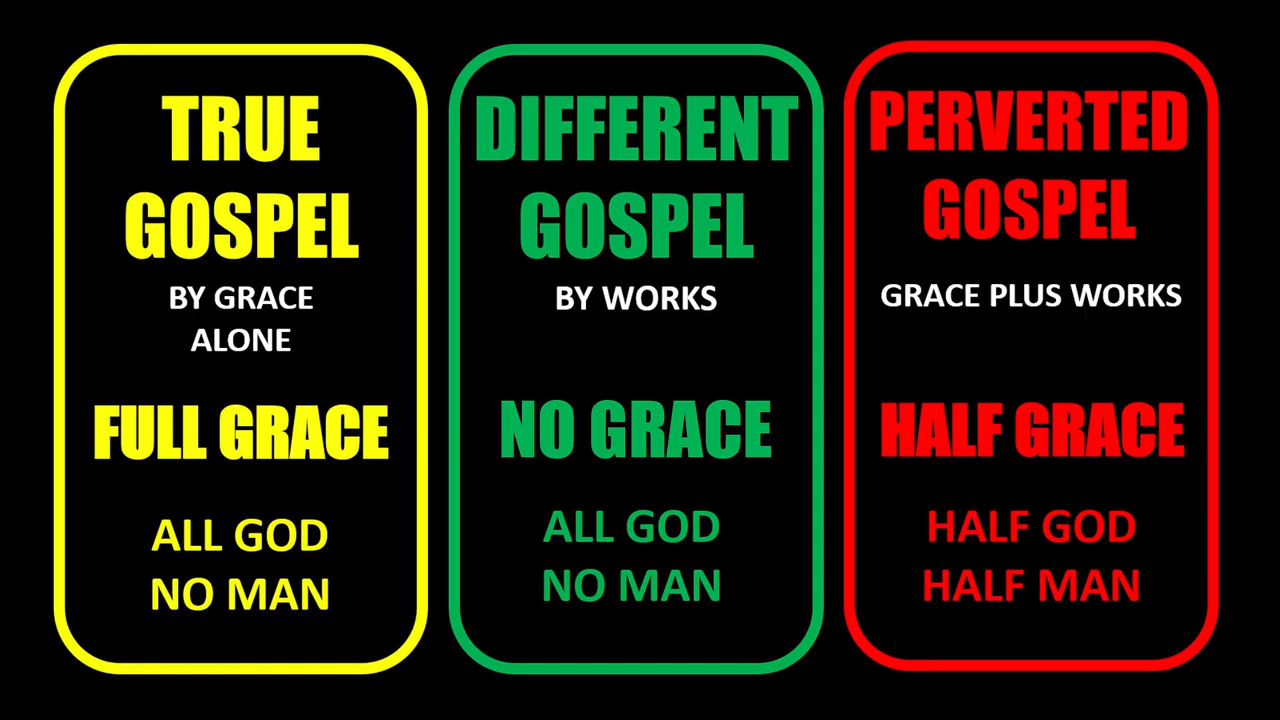 TRUE
GOSPEL
BY GRACE
ALONE
FULL GRACE
ALL GOD
NO MAN
DIFFERENT
GOSPEL
BY WORKS
NO GRACE
ALL GOD
NO MAN
PERVERTED
GOSPEL
GRACE PLUS WORKS
HALF GRACE
HALF GOD
HALF MAN